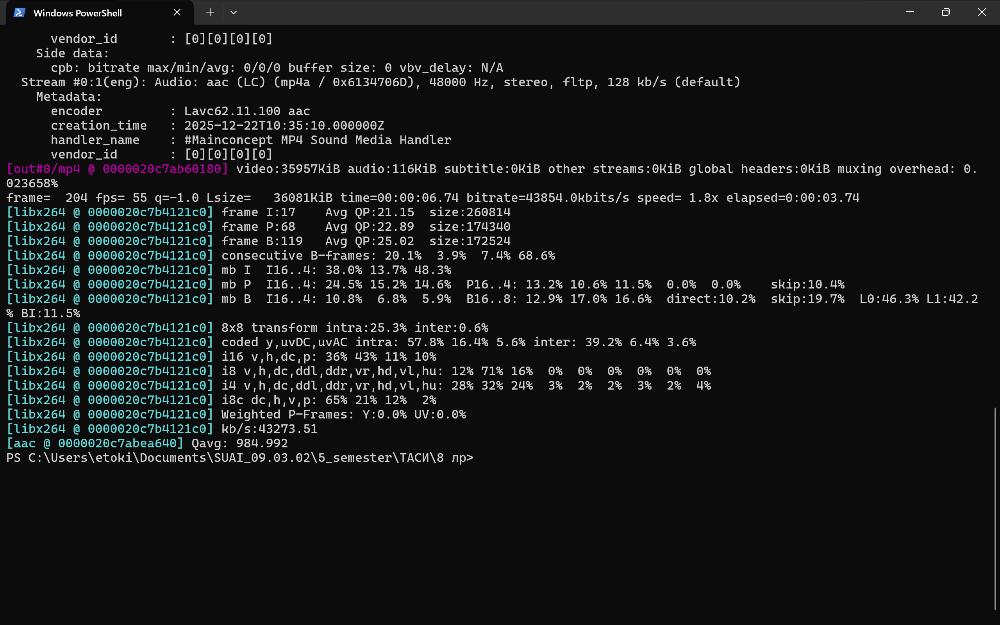 Windows PowerShell
vendor_id       : [0][0][0][0]
Side data:
cpb: bitrate max/min/avg: 0/0/0 buffer size: 0 vbv_delay: N/A
Stream #0:1(eng): Audio: aac (LC) (mp4a / 0x6134706D), 48000 Hz, stereo, fltp, 128 kb/s (default)
Metadata:
encoder         : Lavc62.11.100 aac
creation_time   : 2025-12-22T10:35:10.000000Z
handler_name    : #Mainconcept MP4 Sound Media Handler
vendor_id       : [0][0][0][0]
[out#0/mp4 @ 0000020c7ab60180] video:35957KiB audio:116KiB subtitle:0KiB other streams:0KiB global headers:0KiB muxing overhead: 0.
023658%
frame=  204 fps= 55 q=-1.0 Lsize=   36081KiB time=00:00:06.74 bitrate=43854.0kbits/s speed= 1.8x elapsed=0:00:03.74
[libx264 @ 0000020c7b4121c0] frame I:17    Avg QP:21.15  size:260814
[libx264 @ 0000020c7b4121c0] frame P:68    Avg QP:22.89  size:174340
[libx264 @ 0000020c7b4121c0] frame B:119   Avg QP:25.02  size:172524
[libx264 @ 0000020c7b4121c0] consecutive B-frames: 20.1%  3.9%  7.4% 68.6%
[libx264 @ 0000020c7b4121c0] mb I  I16..4: 38.0% 13.7% 48.3%
[libx264 @ 0000020c7b4121c0] mb P  I16..4: 24.5% 15.2% 14.6%  P16..4: 13.2% 10.6% 11.5%  0.0%  0.0%    skip:10.4%
[libx264 @ 0000020c7b4121c0] mb B  I16..4: 10.8%  6.8%  5.9%  B16..8: 12.9% 17.0% 16.6%  direct:10.2%  skip:19.7%  L0:46.3% L1:42.2
% BI:11.5%
[libx264 @ 0000020c7b4121c0] 8x8 transform intra:25.3% inter:0.6%
[libx264 @ 0000020c7b4121c0] coded y,uvDC,uvAC intra: 57.8% 16.4% 5.6% inter: 39.2% 6.4% 3.6%
[libx264 @ 0000020c7b4121c0] i16 v,h,dc,p: 36% 43% 11% 10%
[libx264 @ 0000020c7b4121c0] i8 v,h,dc,ddl,ddr,vr,hd,vl,hu: 12% 71% 16%  0%  0%  0%  0%  0%  0%
[libx264 @ 0000020c7b4121c0] i4 v,h,dc,ddl,ddr,vr,hd,vl,hu: 28% 32% 24%  3%  2%  2%  3%  2%  4%
[libx264 @ 0000020c7b4121c0] i8c dc,h,v,p: 65% 21% 12%  2%
[libx264 @ 0000020c7b4121c0] Weighted P-Frames: Y:0.0% UV:0.0%
[libx264 @ 0000020c7b4121c0] kb/s:43273.51
[aac @ 0000020c7abea640] Qavg: 984.992
PS C:\Users\etoki\Documents\SUAI_09.03.02\5_semester\ТАСИ\8 лр>